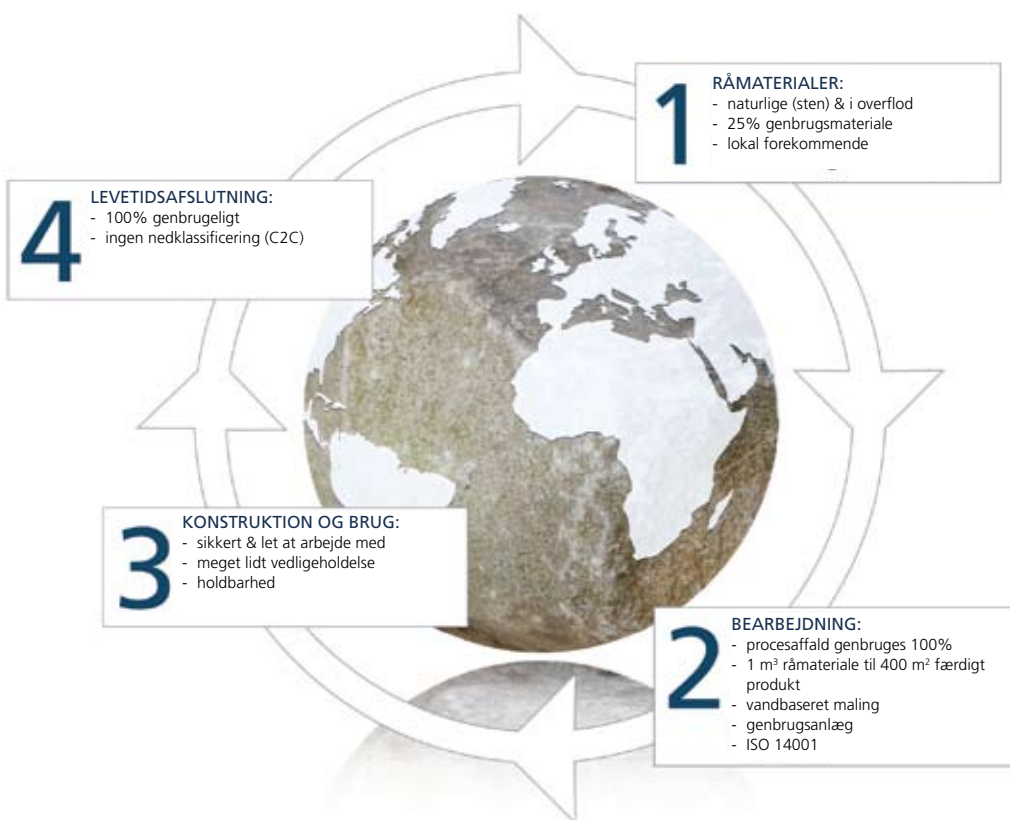 1
RÅMATERIALER:
- naturlige (sten) & i overflod
- 25% genbrugsmateriale
- lokal forekommende
2
BEARBEJDNING:
- procesaffald genbruges 100%
- 1 m³ råmateriale til 400 m² færdigt
produkt
- vandbaseret maling
- genbrugsanlæg
- ISO 14001
3
KONSTRUKTION OG BRUG:
- sikkert & let at arbejde med
- meget lidt vedligeholdelse
- holdbarhed
4
LEVETIDSAFSLUTNING:
- 100% genbrugeligt
- ingen nedklassificering (C2C)